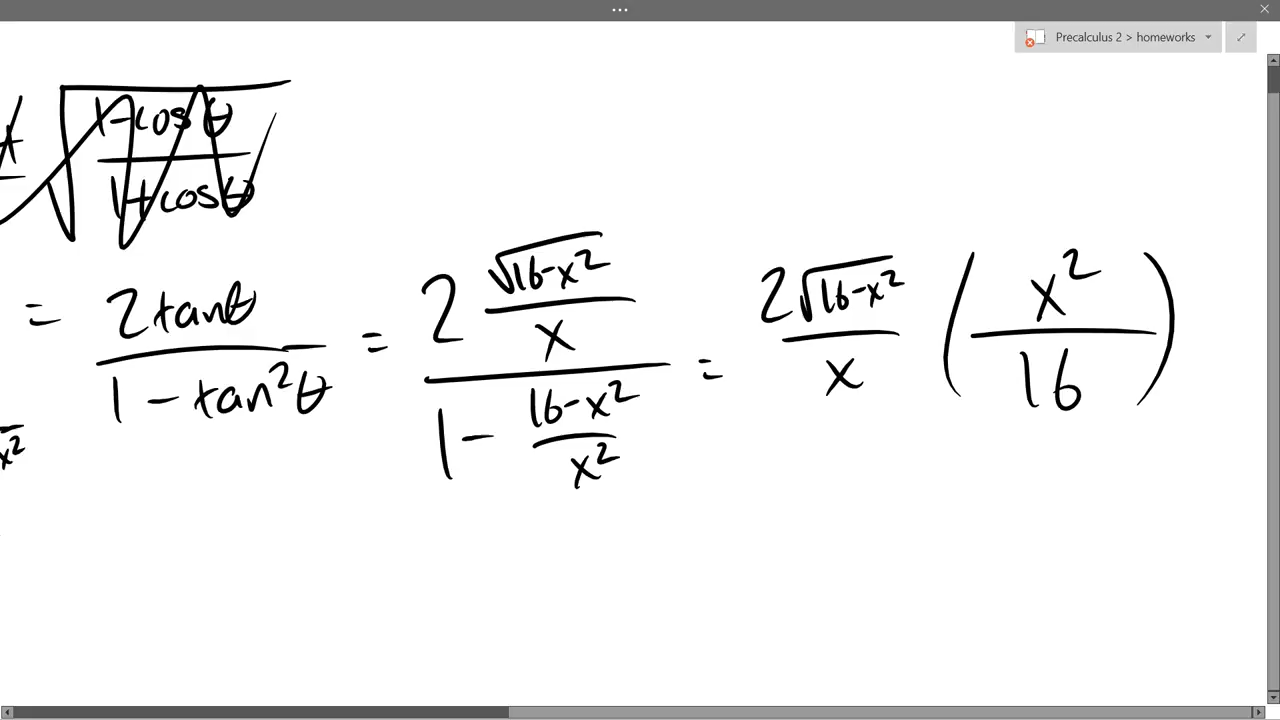 Precalculus 2 > homeworks
√((1-cosθ)/(1+cosθ))
= (2tanθ)/(1 - tan²θ) = (2 (√(16-x²))/x)/(1 - (16-x²)/x²) = (2√(16-x²))/x (x²/16)
x²